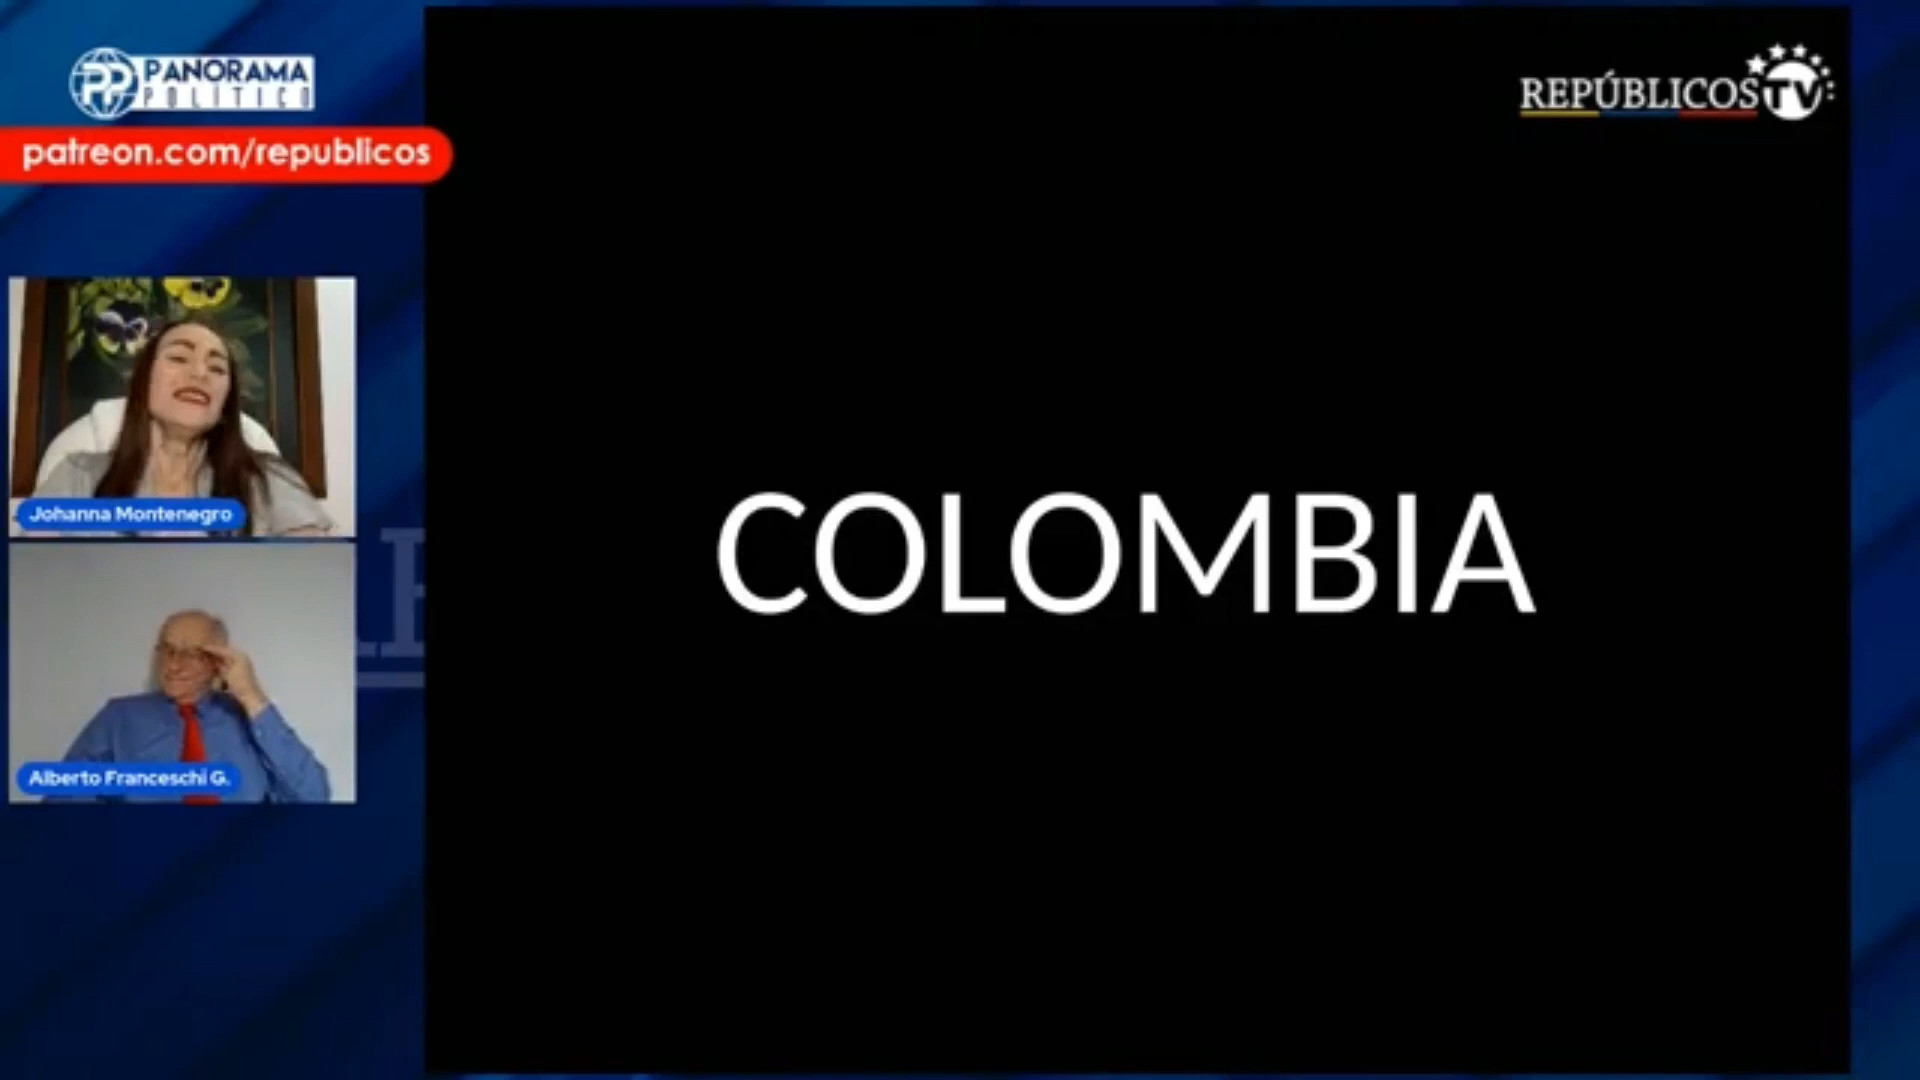 PANORAMA
POLÍTICO
REPÚBLICOS TV
patreon.com/republicos
Johanna Montenegro
COLOMBIA
Alberto Franceschi G.